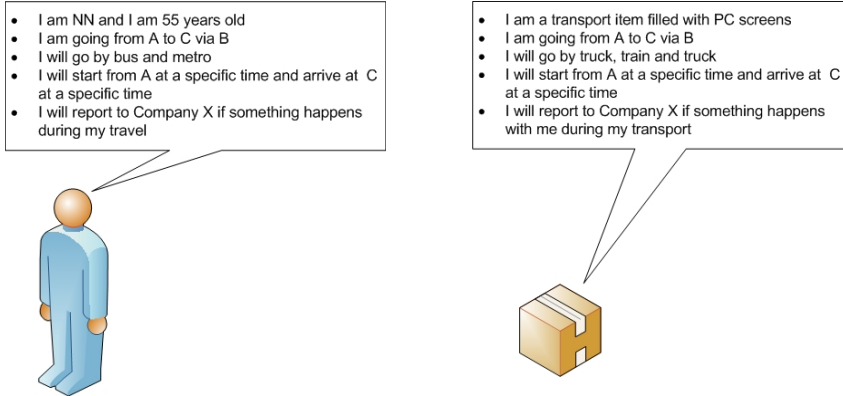 • I am NN and I am 55 years old
• I am going from A to C via B
• I will go by bus and metro
• I will start from A at a specific time and arrive at C
at a specific time
• I will report to Company X if something happens
during my travel
• I am a transport item filled with PC screens
• I am going from A to C via B
• I will go by truck, train and truck
• I will start from A at a specific time and arrive at C
at a specific time
• I will report to Company X if something happens
with me during my transport